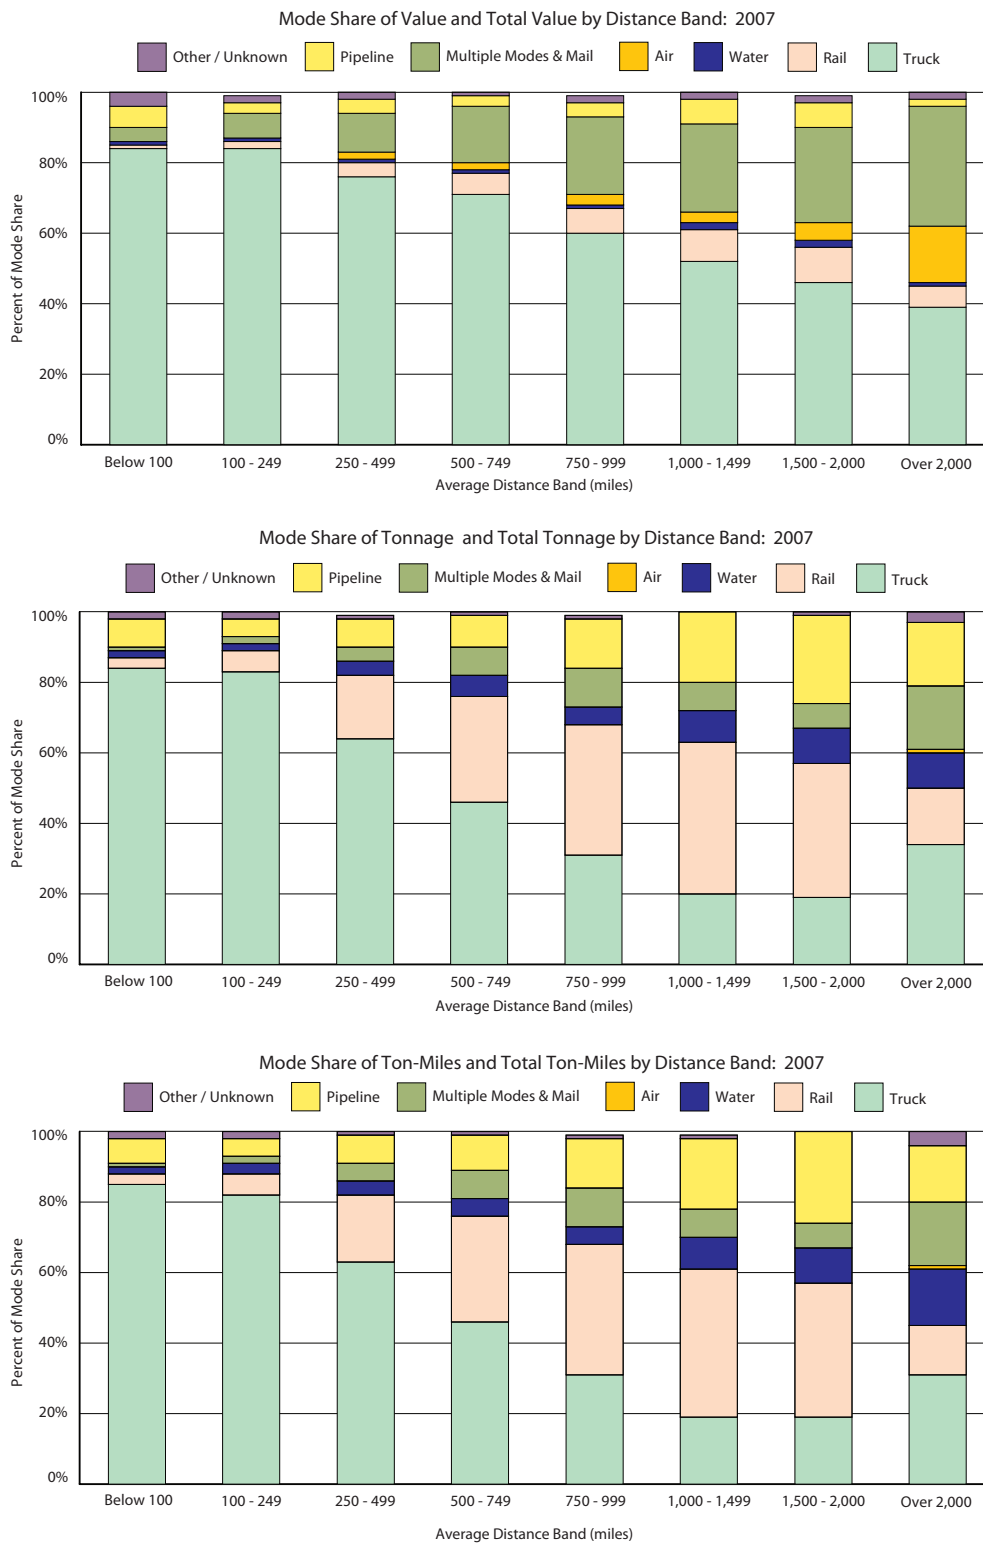 Mode Share of Value and Total Value by Distance Band: 2007
Other / Unknown Pipeline Multiple Modes & Mail Air Water Rail Truck
100%
80%
60%
40%
20%
0%
Percent of Mode Share
Below 100 100 - 249 250 - 499 500 - 749 750 - 999 1,000 - 1,499 1,500 - 2,000 Over 2,000
Average Distance Band (miles)
Mode Share of Tonnage and Total Tonnage by Distance Band: 2007
Other / Unknown Pipeline Multiple Modes & Mail Air Water Rail Truck
100%
80%
60%
40%
20%
0%
Percent of Mode Share
Below 100 100 - 249 250 - 499 500 - 749 750 - 999 1,000 - 1,499 1,500 - 2,000 Over 2,000
Average Distance Band (miles)
Mode Share of Ton-Miles and Total Ton-Miles by Distance Band: 2007
Other / Unknown Pipeline Multiple Modes & Mail Air Water Rail Truck
100%
80%
60%
40%
20%
0%
Percent of Mode Share
Below 100 100 - 249 250 - 499 500 - 749 750 - 999 1,000 - 1,499 1,500 - 2,000 Over 2,000
Average Distance Band (miles)